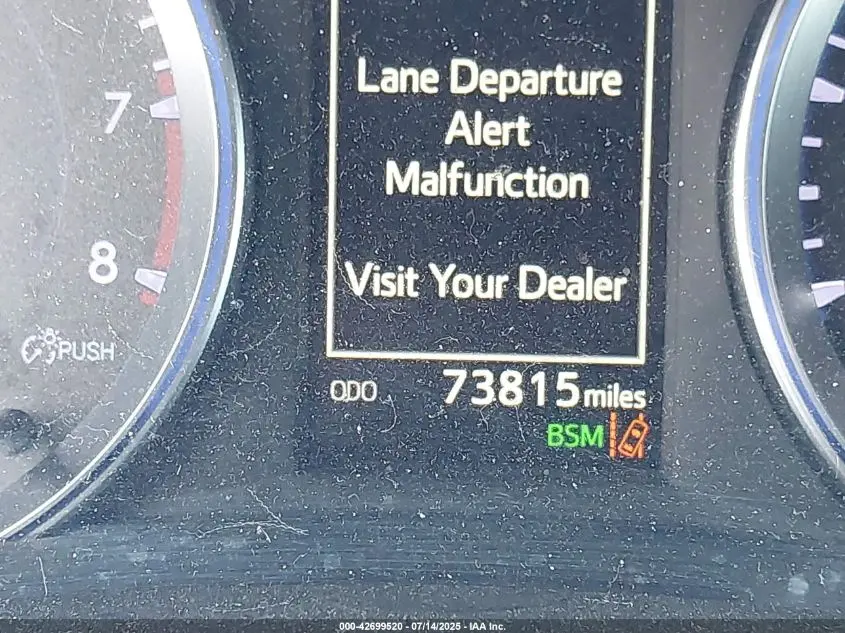 7
8
PUSH
Lane Departure
Alert
Malfunction
Visit Your Dealer
ODO 73815 miles
BSM
000-42699520 - 07/14/2025 - IAA Inc.